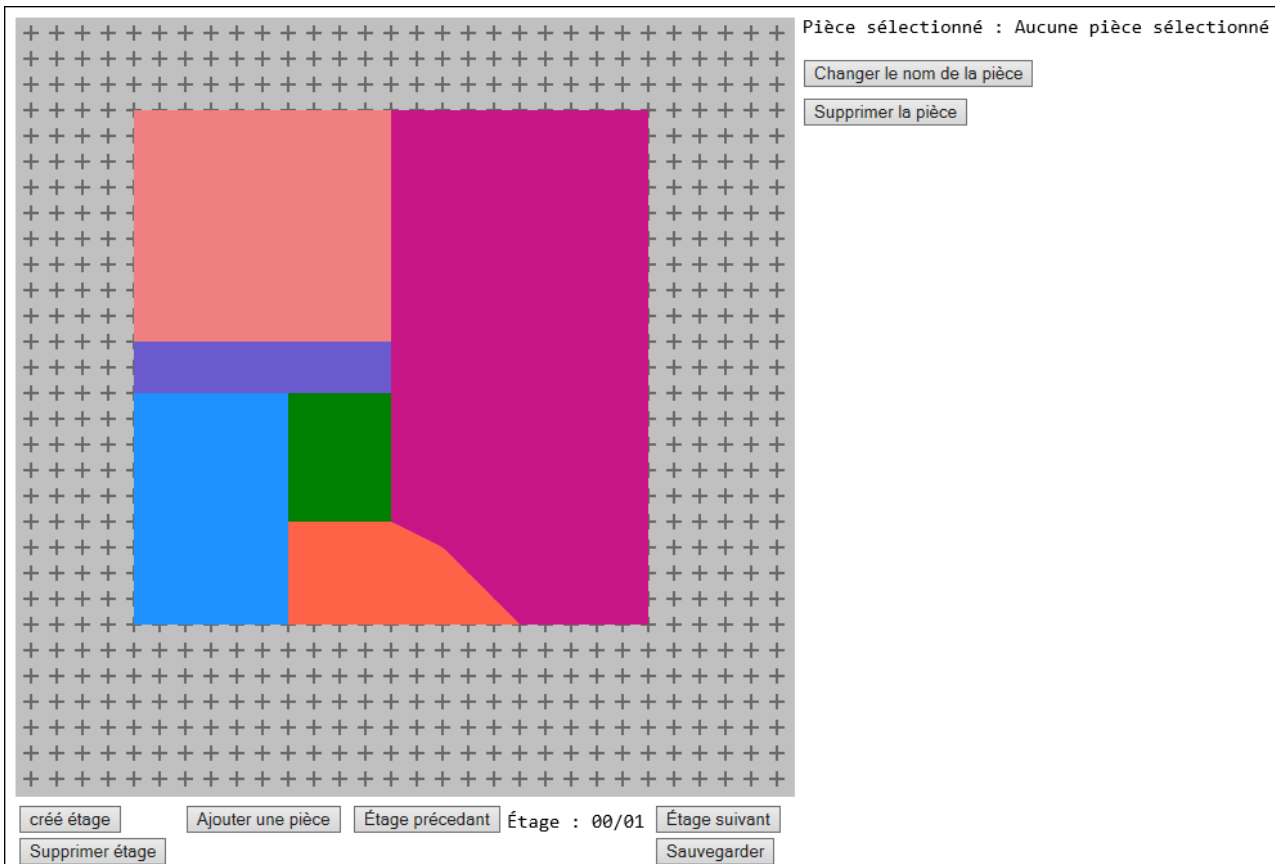 Pièce sélectionné : Aucune pièce sélectionné
Changer le nom de la pièce
Supprimer la pièce
créé étage
Ajouter une pièce
Étage précedant
Étage : 00/01
Étage suivant
Supprimer étage
Sauvegarder